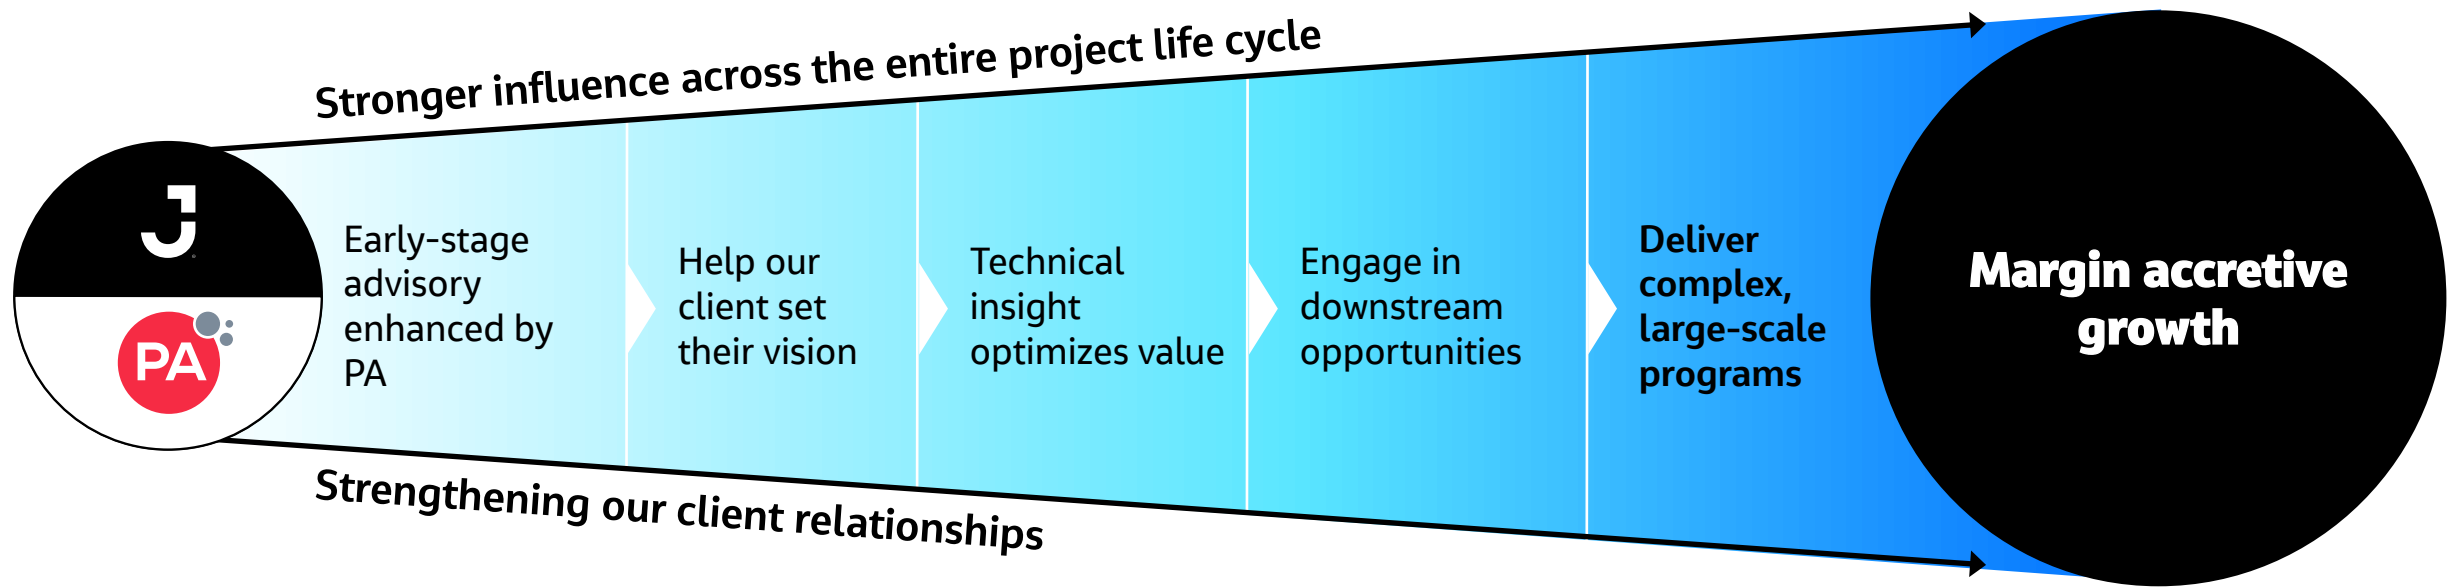 Stronger influence across the entire project life cycle
J
PA
Early-stage
advisory
enhanced by
PA
Help our
client set
their vision
Technical
insight
optimizes value
Engage in
downstream
opportunities
Deliver
complex,
large-scale
programs
Margin accretive
growth
Strengthening our client relationships